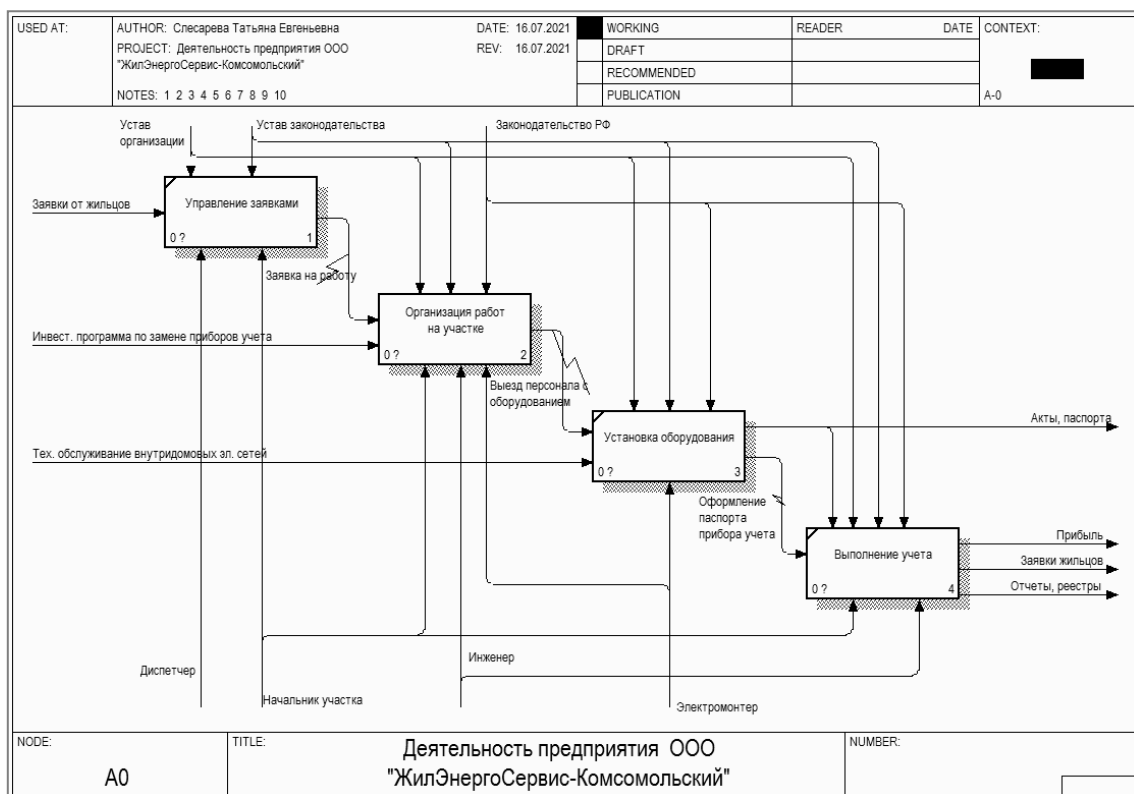 USED AT:
AUTHOR: Слесарева Татьяна Евгеньевна
DATE: 16.07.2021
PROJECT: Деятельность предприятия ООО
"ЖилЭнергоСервис-Комсомольский"
REV: 16.07.2021
NOTES: 1 2 3 4 5 6 7 8 9 10
WORKING
DRAFT
RECOMMENDED
PUBLICATION
READER
DATE
CONTEXT:
A-0
Устав
организации
Устав законодательства
Законодательство РФ
Заявки от жильцов
Управление заявками
0 ?
1
Заявка на работу
Организация работ
на участке
0 ?
2
Инвест. программа по замене приборов учета
Выезд персонала с
оборудованием
Установка оборудования
0 ?
3
Акты, паспорта
Тех. обслуживание внутридомовых эл. сетей
Оформление
паспорта
прибора учета
Выполнение учета
0 ?
4
Прибыль
Заявки жильцов
Отчеты, реестры
Диспетчер
Начальник участка
Инженер
Электромонтер
NODE:
A0
TITLE:
Деятельность предприятия ООО
"ЖилЭнергоСервис-Комсомольский"
NUMBER: